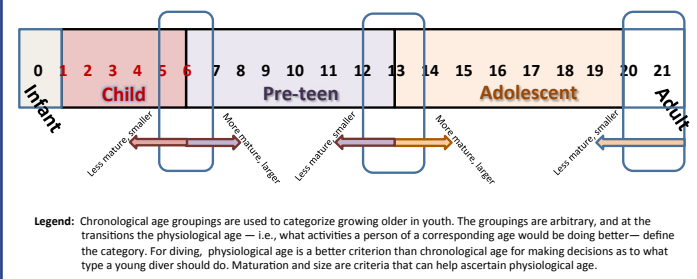 0 1 2 3 4 5 6 7 8 9 10 11 12 13 14 15 16 17 18 19 20 21
Infant
Child
Pre-teen
Adolescent
Adult
Less mature, smaller
More mature, larger
Less mature, smaller
More mature, larger
Less mature, smaller
Legend: Chronological age groupings are used to categorize growing older in youth. The groupings are arbitrary, and at the
transitions the physiological age — i.e., what activities a person of a corresponding age would be doing better— define
the category. For diving, physiological age is a better criterion than chronological age for making decisions as to what
type a young diver should do. Maturation and size are criteria that can help ascertain physiological age.